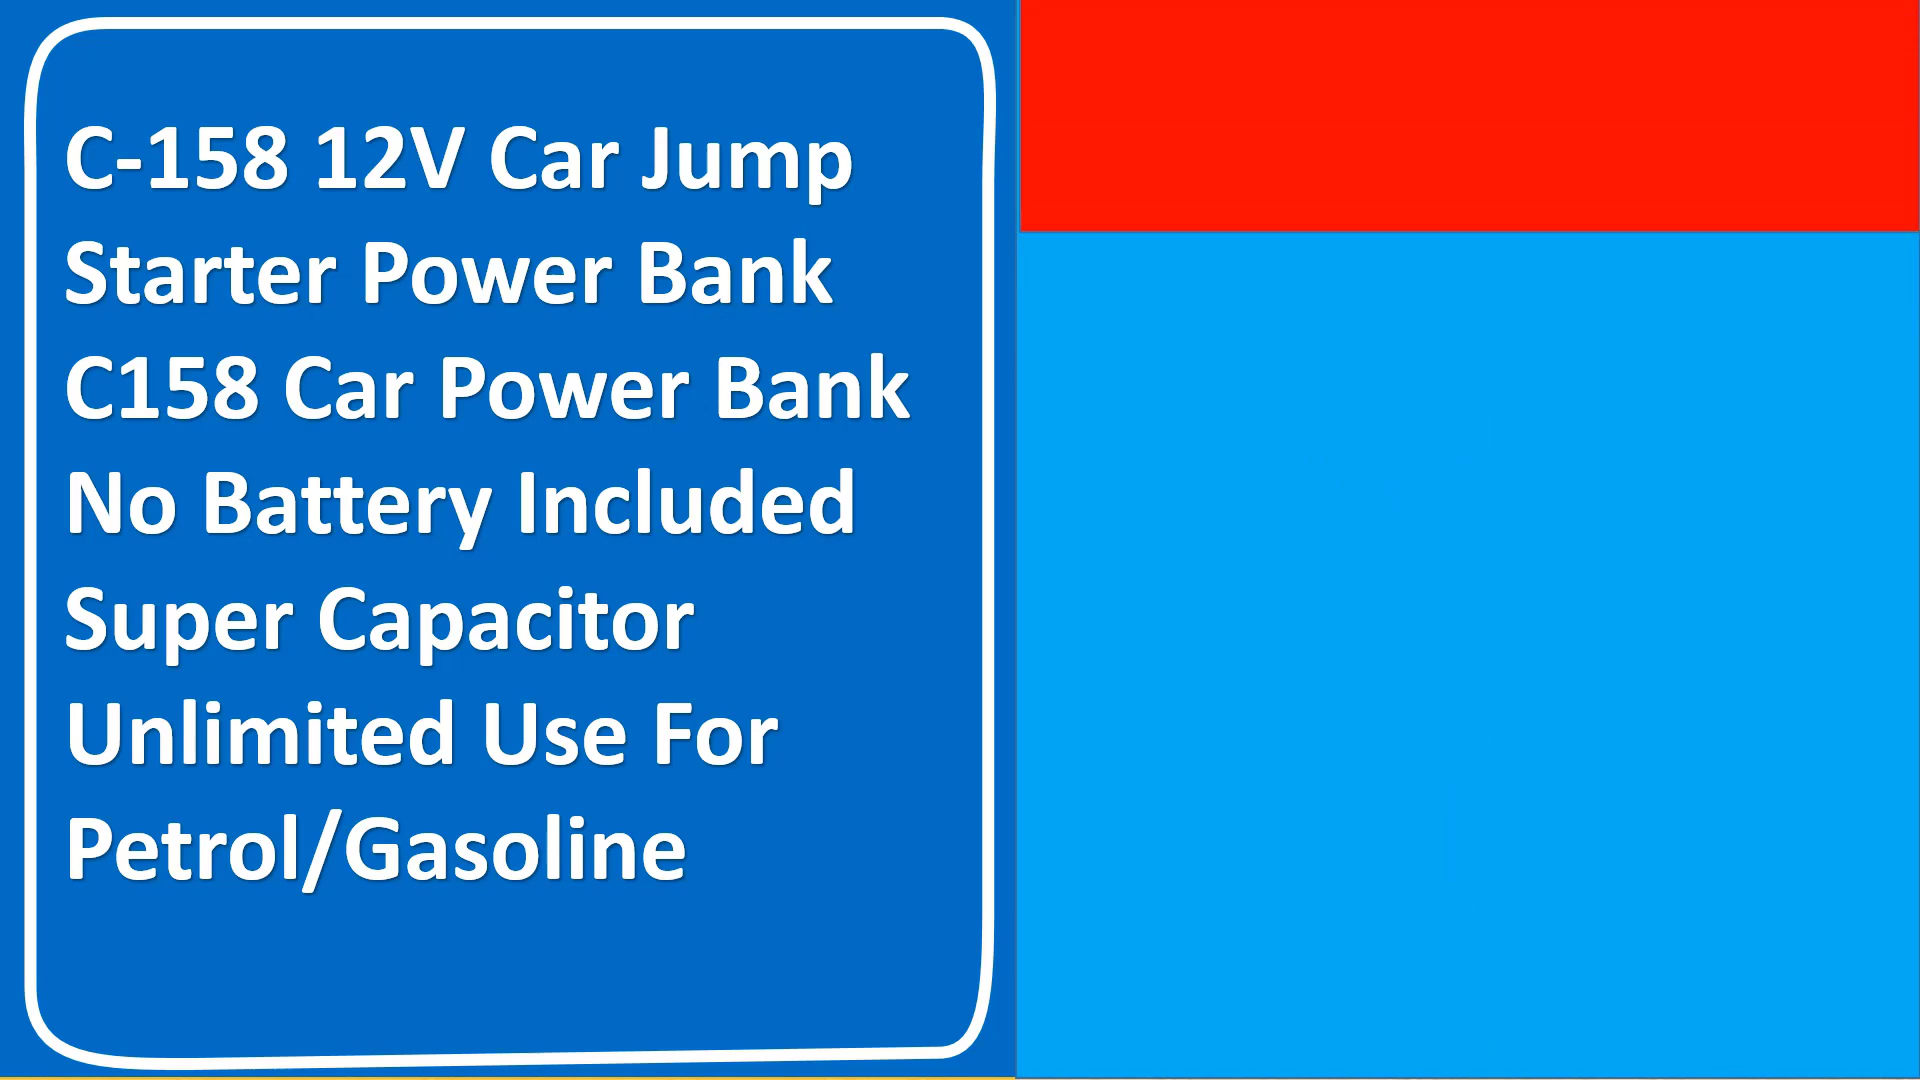 C-158 12V Car Jump
Starter Power Bank
C158 Car Power Bank
No Battery Included
Super Capacitor
Unlimited Use For
Petrol/Gasoline